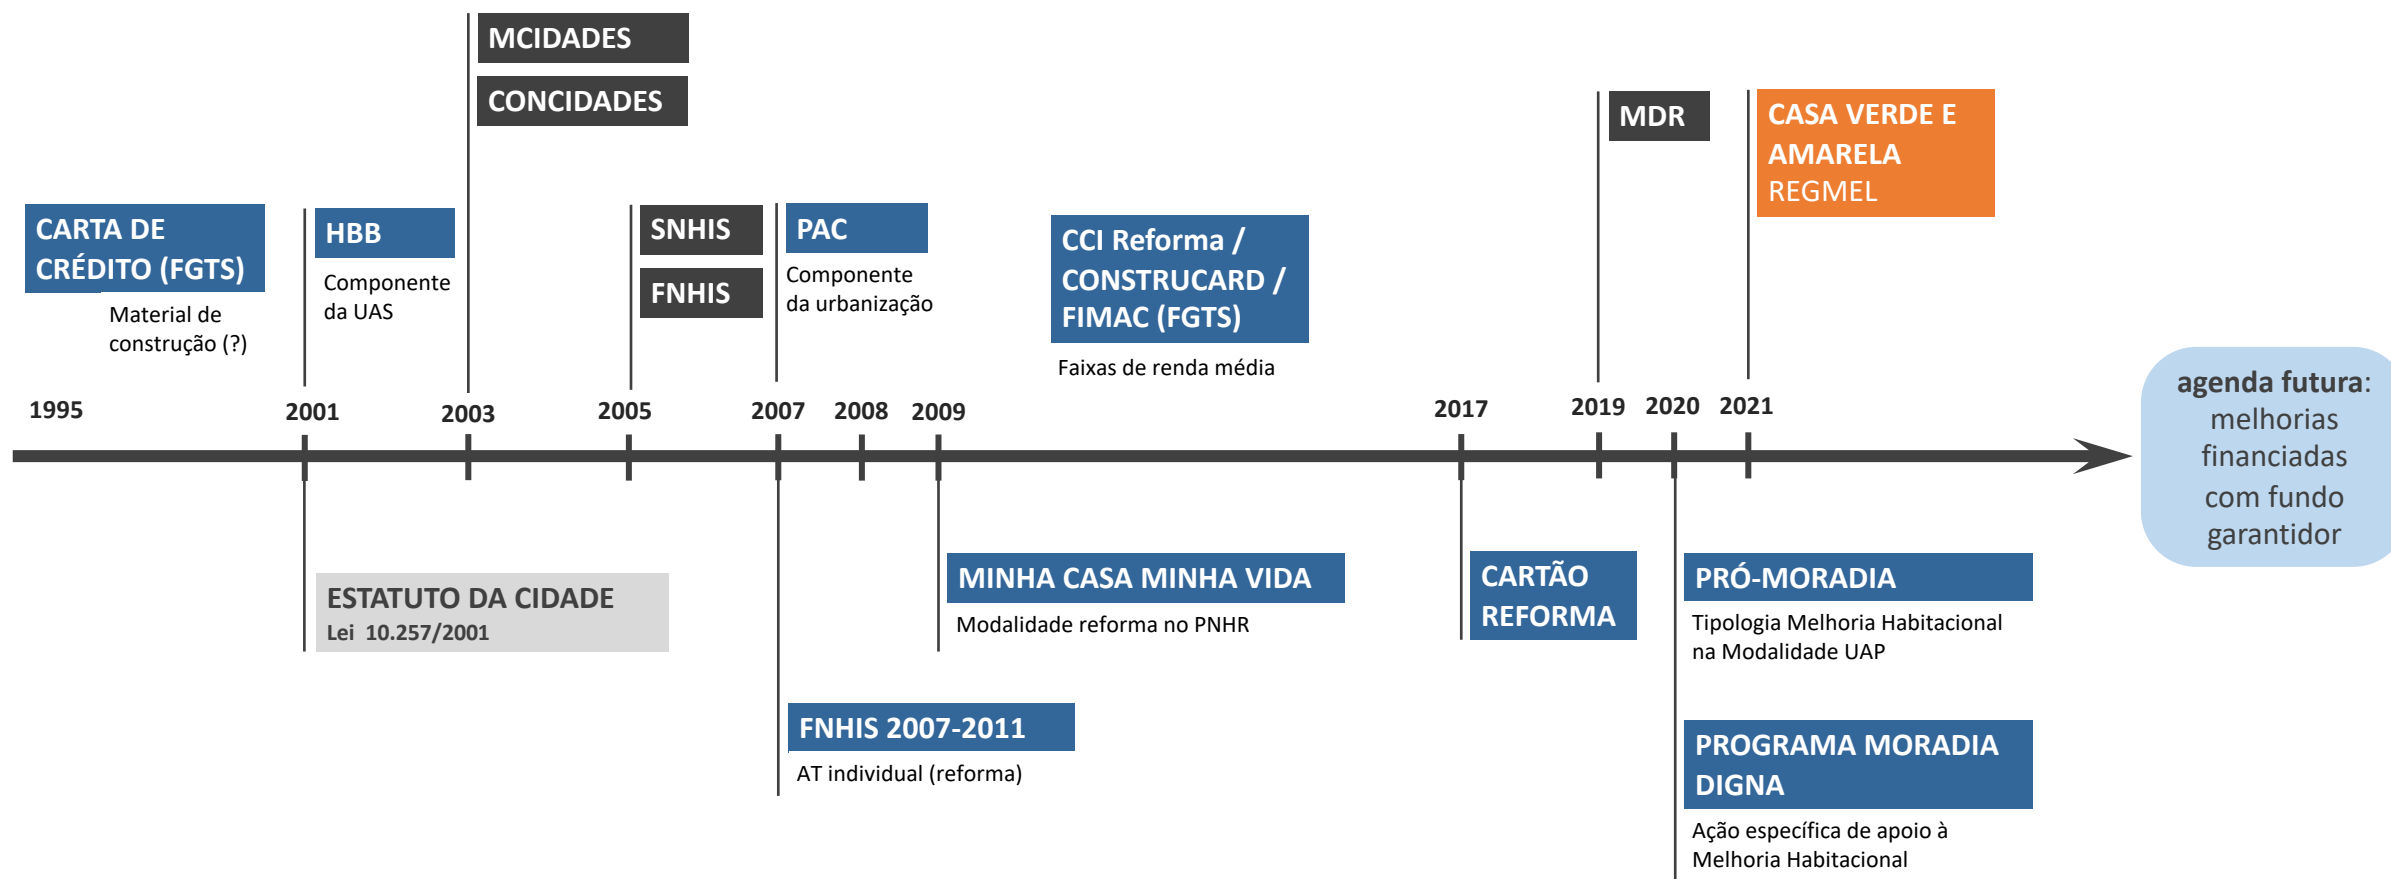 MCIDADES
CONCIDADES
MDR
CASA VERDE E
AMARELA
REGMEL
CARTA DE
CRÉDITO (FGTS)
Material de
construção (?)
HBB
Componente
da UAS
SNHIS
FNHIS
PAC
Componente
da urbanização
CCI Reforma /
CONSTRUCARD /
FIMAC (FGTS)
Faixas de renda média
1995
2001
2003
2005
2007
2008
2009
2017
2019
2020
2021
agenda futura:
melhorias
financiadas
com fundo
garantidor
ESTATUTO DA CIDADE
Lei 10.257/2001
MINHA CASA MINHA VIDA
Modalidade reforma no PNHR
FNHIS 2007-2011
AT individual (reforma)
CARTÃO
REFORMA
PRÓ-MORADIA
Tipologia Melhoria Habitacional
na Modalidade UAP
PROGRAMA MORADIA
DIGNA
Ação específica de apoio à
Melhoria Habitacional